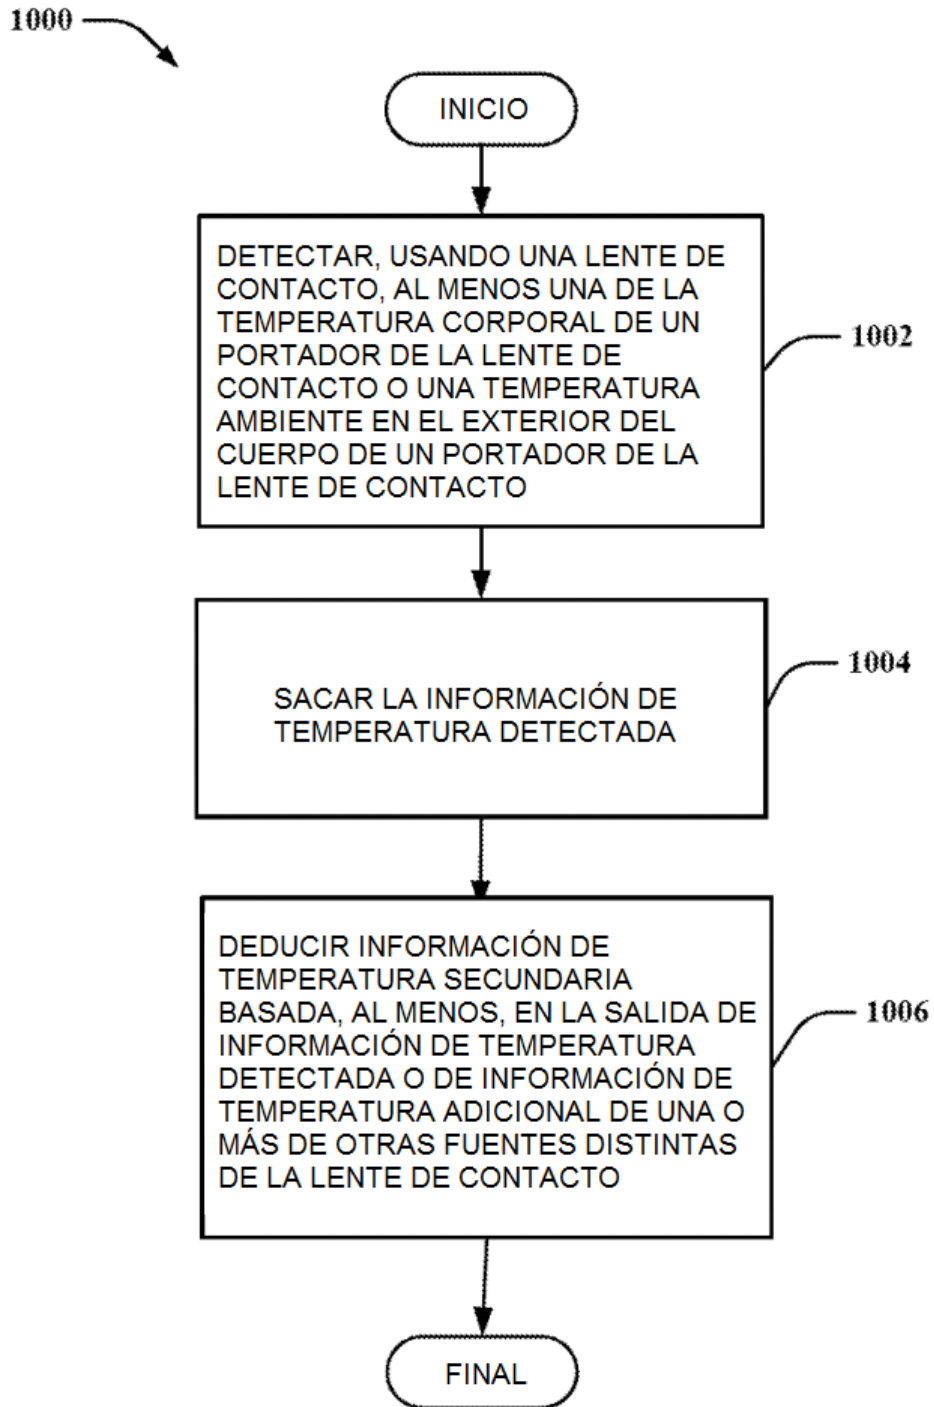 1000
INICIO
DETECTAR, USANDO UNA LENTE DE
CONTACTO, AL MENOS UNA DE LA
TEMPERATURA CORPORAL DE UN
PORTADOR DE LA LENTE DE
CONTACTO O UNA TEMPERATURA
AMBIENTE EN EL EXTERIOR DEL
CUERPO DE UN PORTADOR DE LA
LENTE DE CONTACTO
1002
SACAR LA INFORMACIÓN DE
TEMPERATURA DETECTADA
1004
DEDUCIR INFORMACIÓN DE
TEMPERATURA SECUNDARIA
BASADA, AL MENOS, EN LA SALIDA DE
INFORMACIÓN DE TEMPERATURA
DETECTADA O DE INFORMACIÓN DE
TEMPERATURA ADICIONAL DE UNA O
MÁS DE OTRAS FUENTES DISTINTAS
DE LA LENTE DE CONTACTO
1006
FINAL